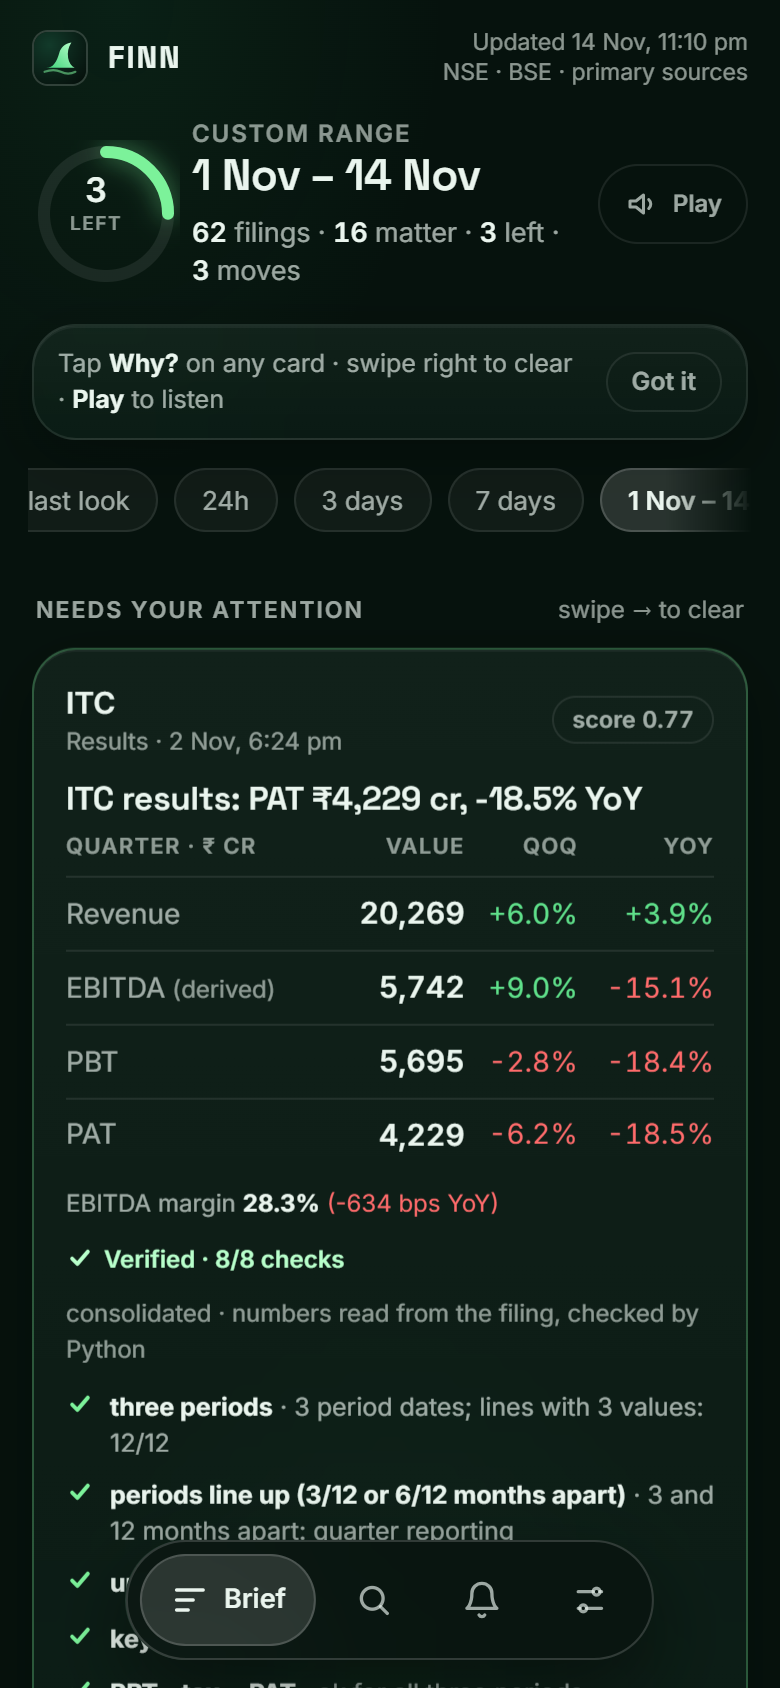 FINN
Updated 14 Nov, 11:10 pm
NSE · BSE · primary sources
3
LEFT
CUSTOM RANGE
1 Nov – 14 Nov
62 filings · 16 matter · 3 left ·
3 moves
Play
Tap Why? on any card · swipe right to clear
· Play to listen
Got it
last look
24h
3 days
7 days
1 Nov – 14
NEEDS YOUR ATTENTION
swipe → to clear
ITC
Results · 2 Nov, 6:24 pm
score 0.77
ITC results: PAT ₹4,229 cr, -18.5% YoY
QUARTER · ₹ CR VALUE QOQ YOY
Revenue 20,269 +6.0% +3.9%
EBITDA (derived) 5,742 +9.0% -15.1%
PBT 5,695 -2.8% -18.4%
PAT 4,229 -6.2% -18.5%
EBITDA margin 28.3% (-634 bps YoY)
Verified · 8/8 checks
consolidated · numbers read from the filing, checked by
Python
three periods · 3 period dates; lines with 3 values:
12/12
periods line up (3/12 or 6/12 months apart) · 3 and
12 months apart: quarter reporting
Brief